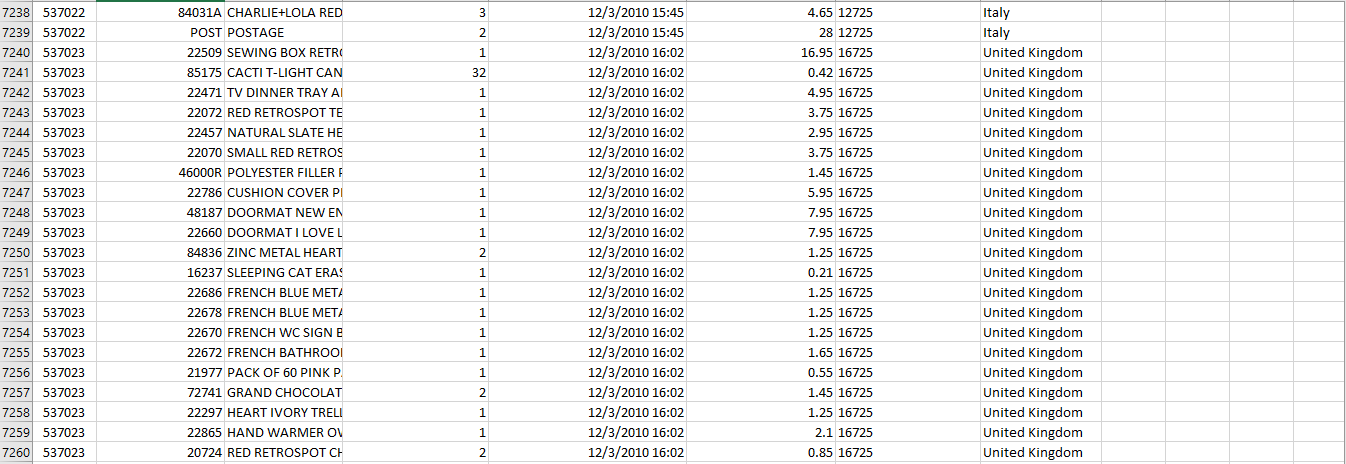 7238 537022 84031A CHARLIE+LOLA RED 3 12/3/2010 15:45 4.65 12725 Italy
7239 537022 POST POSTAGE 2 12/3/2010 15:45 28 12725 Italy
7240 537023 22509 SEWING BOX RETR 1 12/3/2010 16:02 16.95 16725 United Kingdom
7241 537023 85175 CACTI T-LIGHT CAN 32 12/3/2010 16:02 0.42 16725 United Kingdom
7242 537023 22471 TV DINNER TRAY A 1 12/3/2010 16:02 4.95 16725 United Kingdom
7243 537023 22072 RED RETROSPOT TE 1 12/3/2010 16:02 3.75 16725 United Kingdom
7244 537023 22457 NATURAL SLATE HE 1 12/3/2010 16:02 2.95 16725 United Kingdom
7245 537023 22070 SMALL RED RETROS 1 12/3/2010 16:02 3.75 16725 United Kingdom
7246 537023 46000R POLYESTER FILLER 1 12/3/2010 16:02 1.45 16725 United Kingdom
7247 537023 22786 CUSHION COVER P 1 12/3/2010 16:02 5.95 16725 United Kingdom
7248 537023 48187 DOORMAT NEW EN 1 12/3/2010 16:02 7.95 16725 United Kingdom
7249 537023 22660 DOORMAT I LOVE L 1 12/3/2010 16:02 7.95 16725 United Kingdom
7250 537023 84836 ZINC METAL HEART 2 12/3/2010 16:02 1.25 16725 United Kingdom
7251 537023 16237 SLEEPING CAT ERAS 1 12/3/2010 16:02 0.21 16725 United Kingdom
7252 537023 22686 FRENCH BLUE META 1 12/3/2010 16:02 1.25 16725 United Kingdom
7253 537023 22678 FRENCH BLUE META 1 12/3/2010 16:02 1.25 16725 United Kingdom
7254 537023 22670 FRENCH WC SIGN B 1 12/3/2010 16:02 1.25 16725 United Kingdom
7255 537023 22672 FRENCH BATHROO 1 12/3/2010 16:02 1.65 16725 United Kingdom
7256 537023 21977 PACK OF 60 PINK P 1 12/3/2010 16:02 0.55 16725 United Kingdom
7257 537023 72741 GRAND CHOCOLAT 2 12/3/2010 16:02 1.45 16725 United Kingdom
7258 537023 22297 HEART IVORY TRELL 1 12/3/2010 16:02 1.25 16725 United Kingdom
7259 537023 22865 HAND WARMER OV 1 12/3/2010 16:02 2.1 16725 United Kingdom
7260 537023 20724 RED RETROSPOT CH 2 12/3/2010 16:02 0.85 16725 United Kingdom